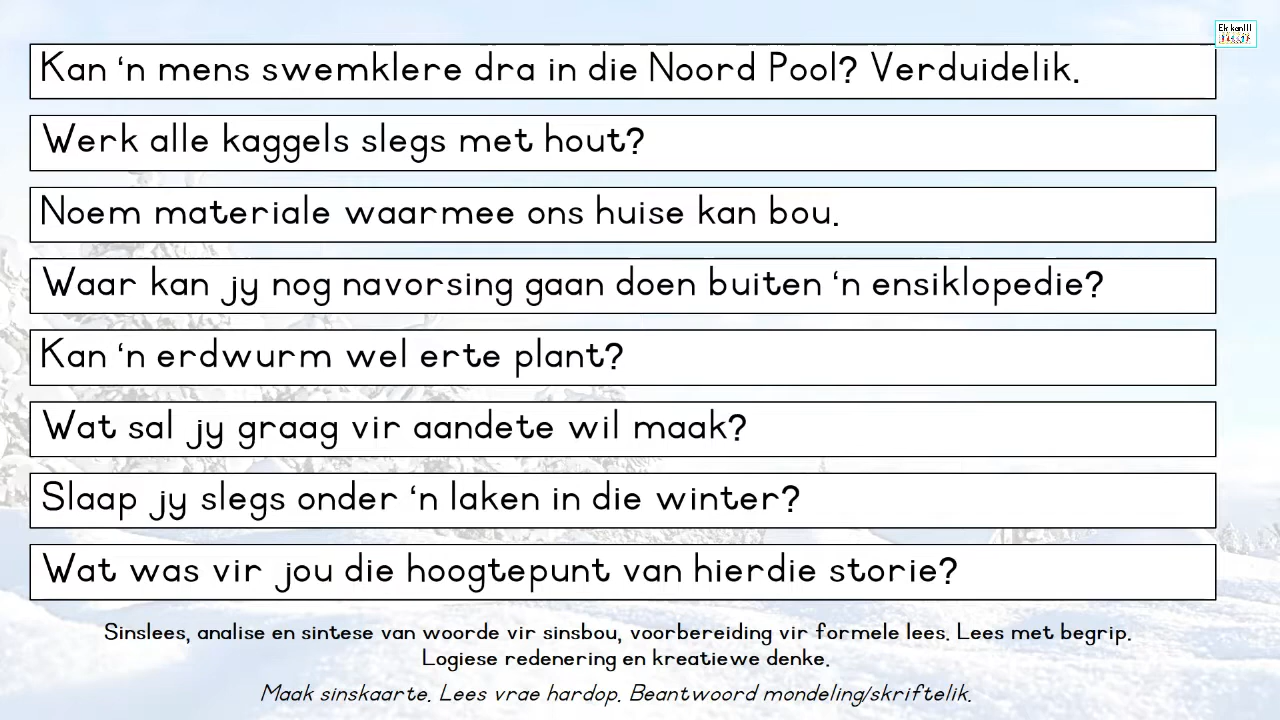 Ek kan!!!
Kan ‘n mens swemklere dra in die Noord Pool? Verduidelik.
Werk alle kaggels slegs met hout?
Noem materiale waarmee ons huise kan bou.
Waar kan jy nog navorsing gaan doen buiten ‘n ensiklopedie?
Kan ‘n erdwurm wel erte plant?
Wat sal jy graag vir aandete wil maak?
Slaap jy slegs onder ‘n laken in die winter?
Wat was vir jou die hoogtepunt van hierdie storie?
Sinslees, analise en sintese van woorde vir sinsbou, voorbereiding vir formele lees. Lees met begrip.
Logiese redenering en kreatiewe denke.
Maak sinskaarte. Lees vrae hardop. Beantwoord mondeling/skriftelik.